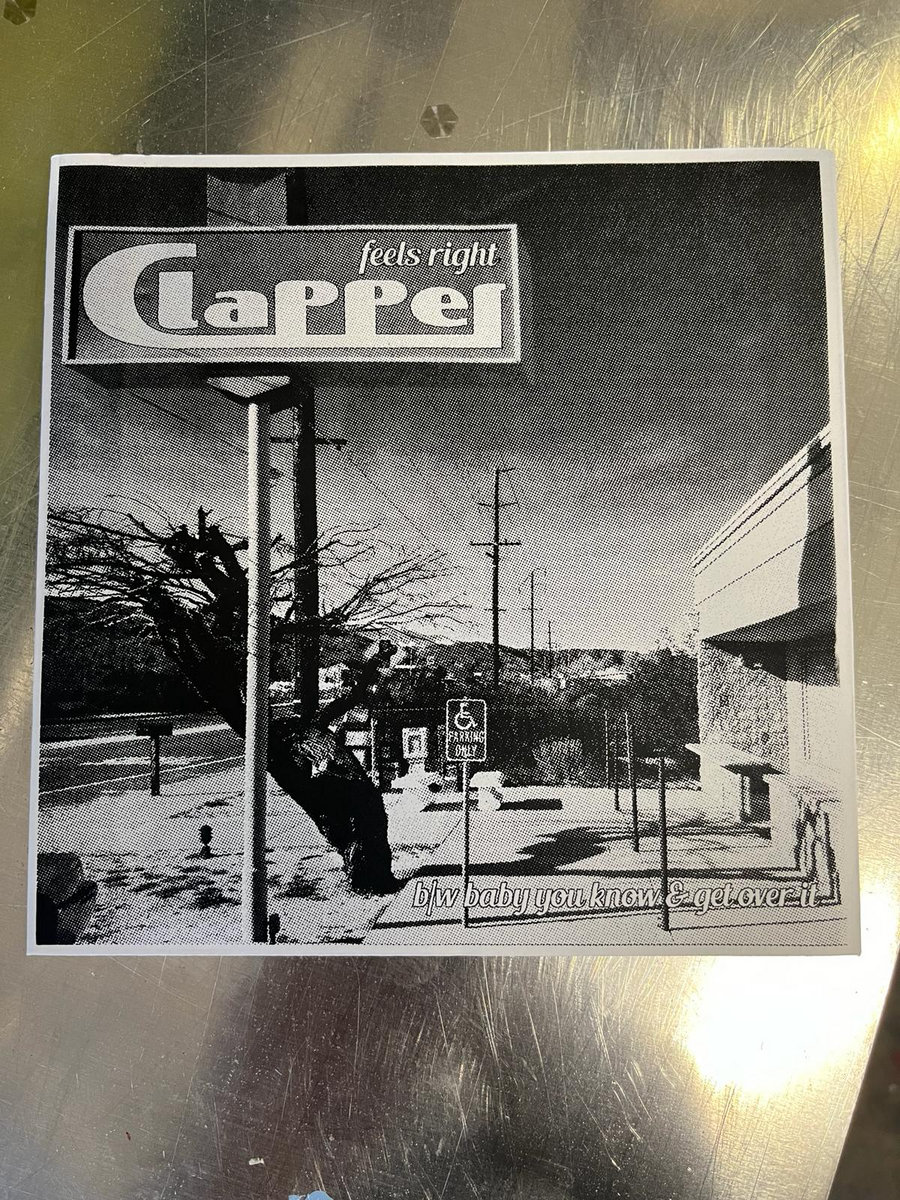 feels right
Clapper
PARKING
ONLY
b/w baby you know & get over it